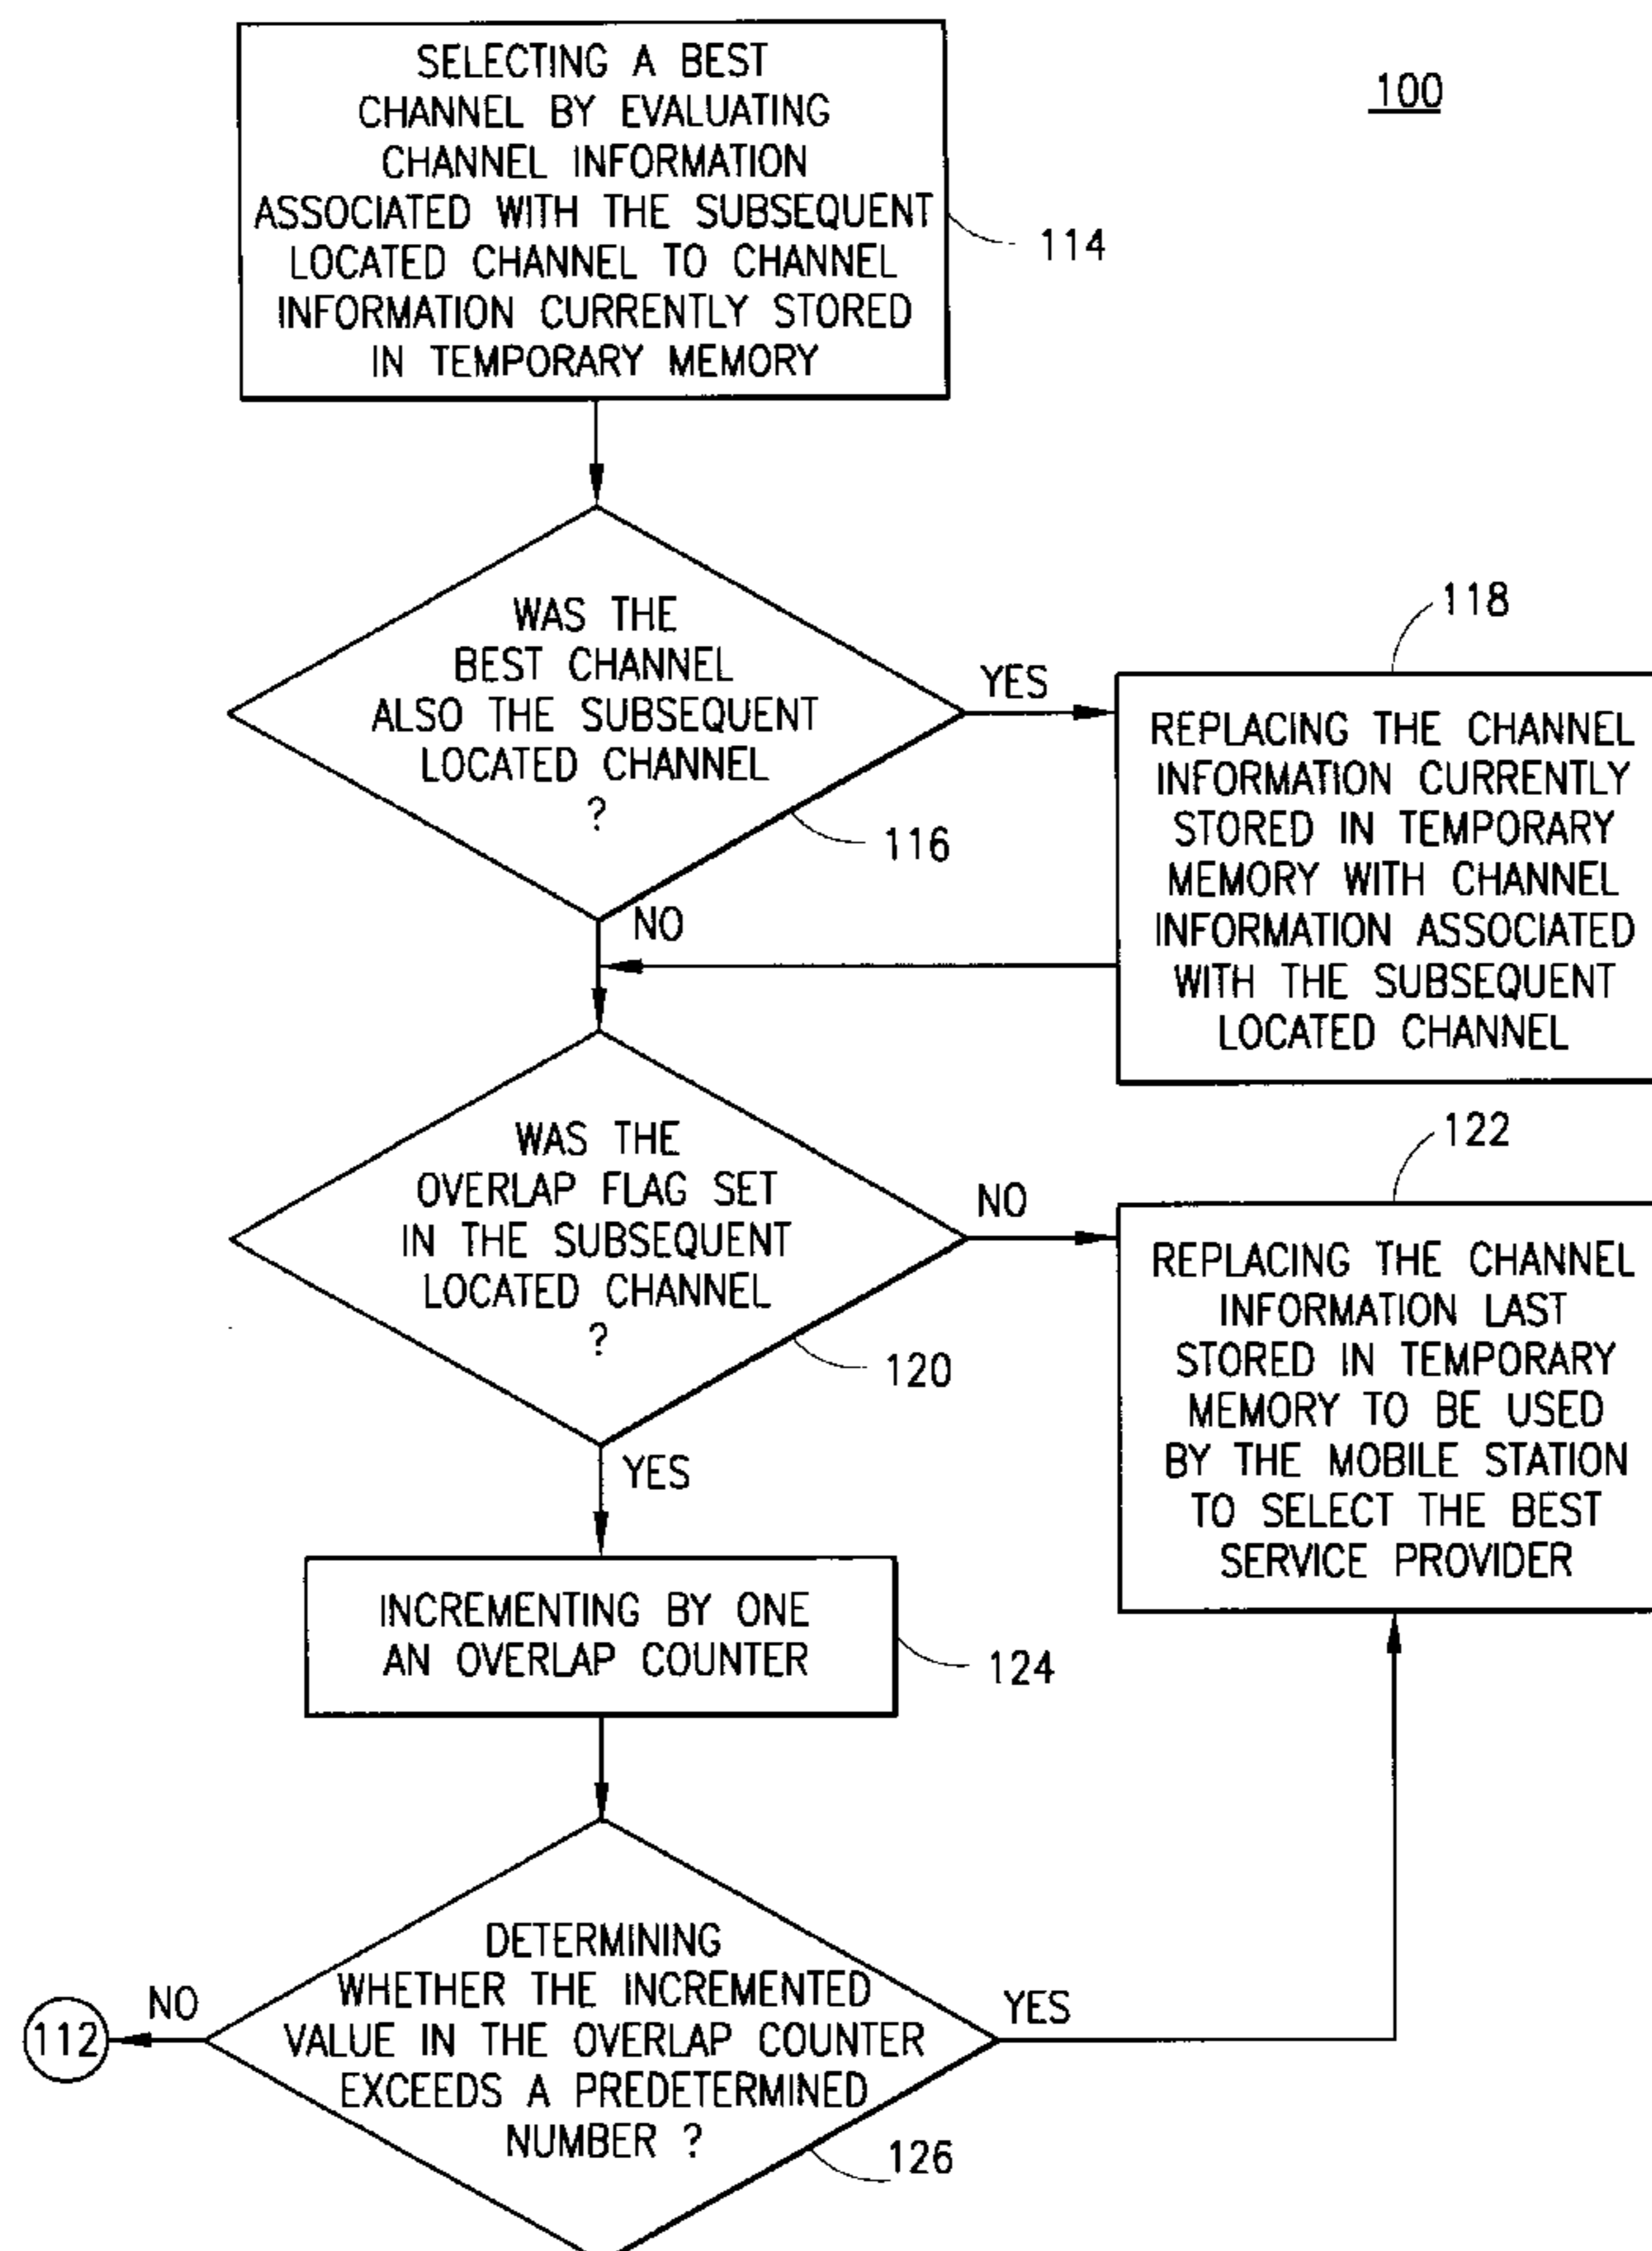 SELECTING A BEST
CHANNEL BY EVALUATING
CHANNEL INFORMATION
ASSOCIATED WITH THE SUBSEQUENT
LOCATED CHANNEL TO CHANNEL
INFORMATION CURRENTLY STORED
IN TEMPORARY MEMORY
100
114
WAS THE
BEST CHANNEL
ALSO THE SUBSEQUENT
LOCATED CHANNEL
?
116
YES
NO
118
REPLACING THE CHANNEL
INFORMATION CURRENTLY
STORED IN TEMPORARY
MEMORY WITH CHANNEL
INFORMATION ASSOCIATED
WITH THE SUBSEQUENT
LOCATED CHANNEL
WAS THE
OVERLAP FLAG SET
IN THE SUBSEQUENT
LOCATED CHANNEL
?
120
NO
YES
122
REPLACING THE CHANNEL
INFORMATION LAST
STORED IN TEMPORARY
MEMORY TO BE USED
BY THE MOBILE STATION
TO SELECT THE BEST
SERVICE PROVIDER
INCREMENTING BY ONE
AN OVERLAP COUNTER
124
DETERMINING
WHETHER THE INCREMENTED
VALUE IN THE OVERLAP COUNTER
EXCEEDS A PREDETERMINED
NUMBER ?
126
NO
112
YES